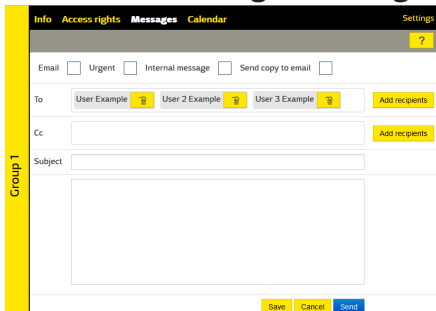 Info Access rights Messages Calendar Settings
?
Email Urgent Internal message Send copy to email
To User Example User 2 Example User 3 Example Add recipients
Cc Add recipients
Subject
Group 1
Save Cancel Send